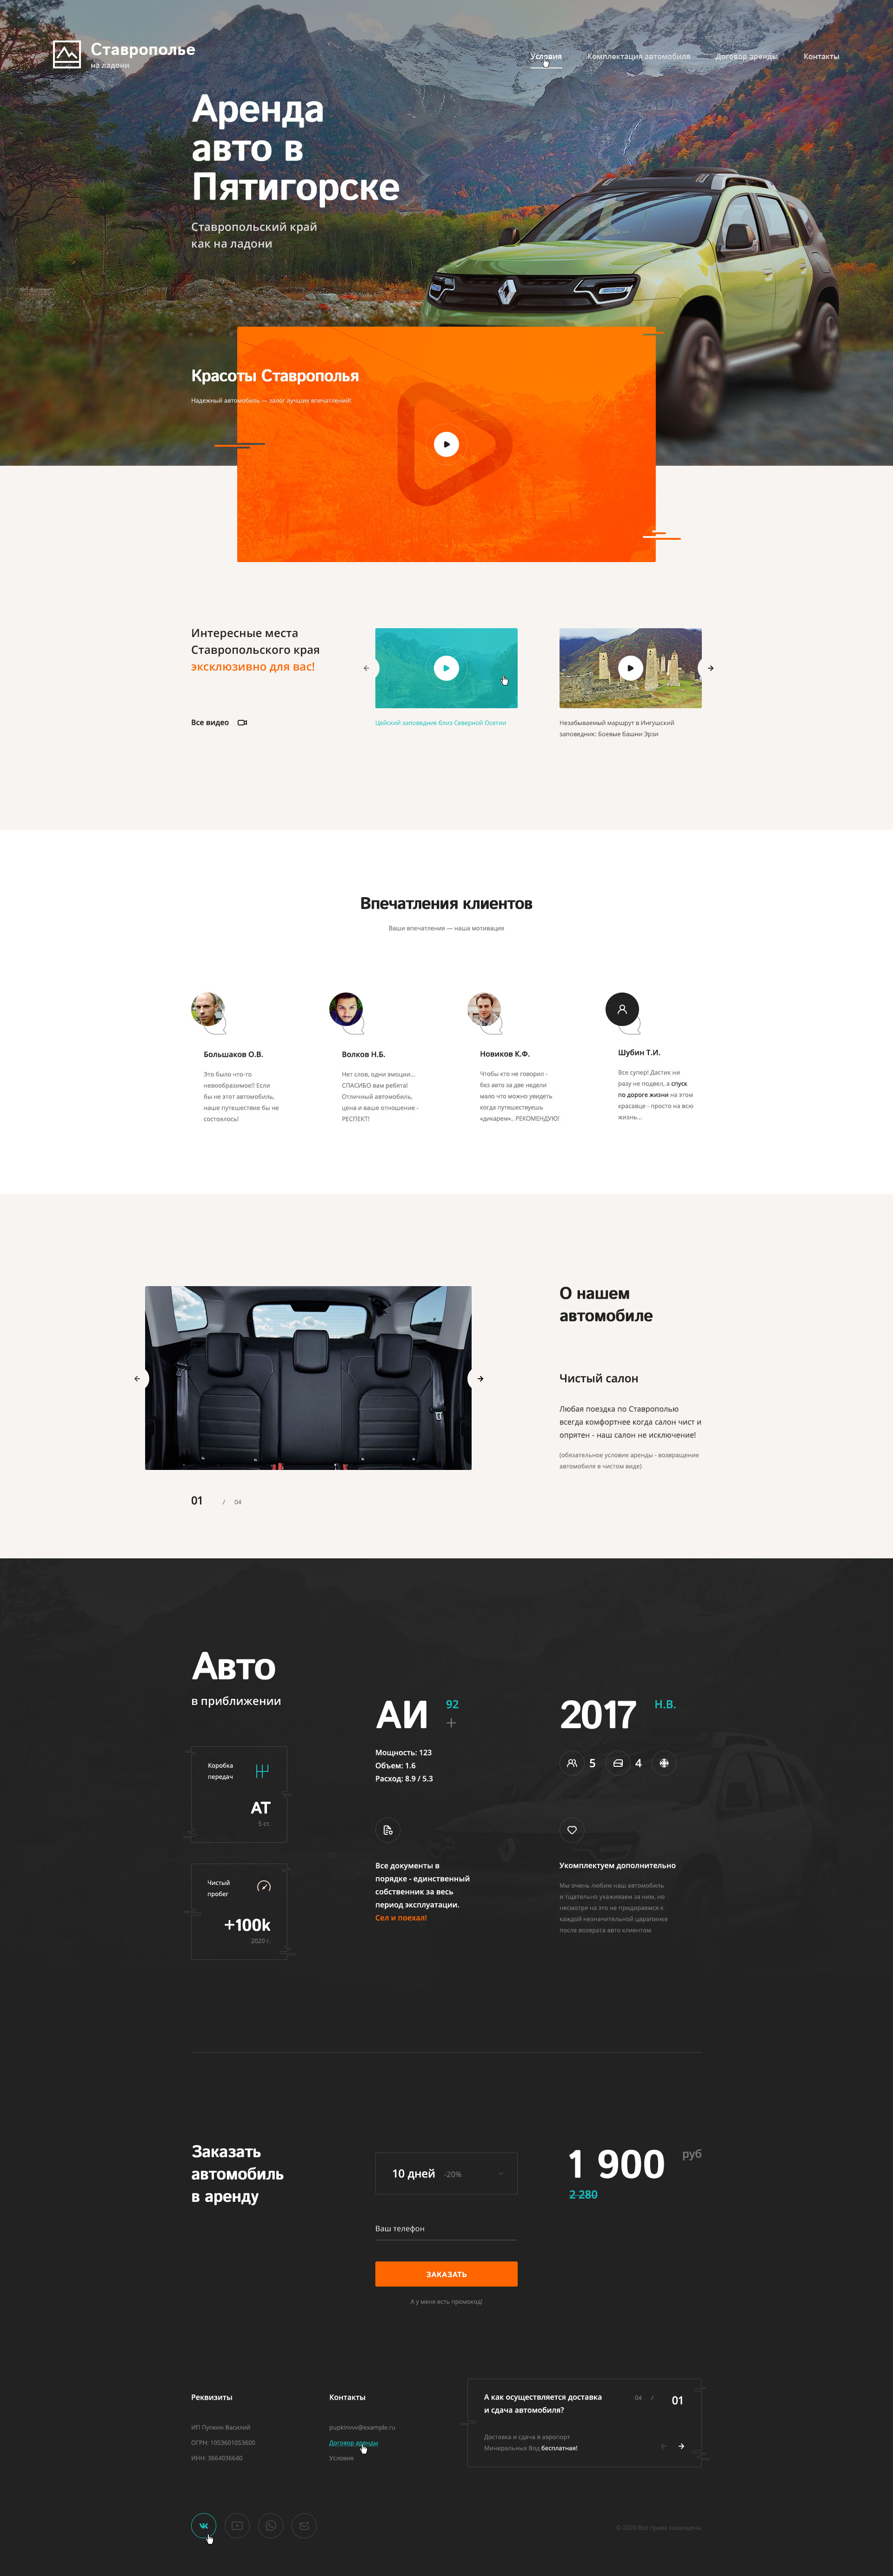 Ставрополье
на ладони
Условия
Комплектация автомобиля
Договор аренды
Контакты
Аренда
авто в
Пятигорске
Ставропольский край
как на ладони
Красоты Ставрополья
Надежный автомобиль — залог лучших впечатлений!
Интересные места
Ставропольского края
эксклюзивно для вас!
Все видео
Цейский заповедник близ Северной Осетии
Незабываемый маршрут в Ингушский
заповедник: Боевые башни Эрзи
Впечатления клиентов
Ваши впечатления — наша мотивация
Большаков О.В.
Это было что-то
невообразимое!! Если
бы не этот автомобиль,
наше путешествие бы не
состоялось!
Волков Н.Б.
Нет слов, одни эмоции...
СПАСИБО вам ребята!
Отличный автомобиль,
цена и ваше отношение -
РЕСПЕКТ!
Новиков К.Ф.
Чтобы кто не говорил -
без авто за две недели
мало что можно увидеть
когда путешествуешь
«дикарем».. РЕКОМЕНДУЮ!
Шубин Т.И.
Все супер! Дастик ни
разу не подвел, а спуск
по дороге жизни на этом
красавце - просто на всю
жизнь...
О нашем
автомобиле
Чистый салон
Любая поездка по Ставрополью
всегда комфортнее когда салон чист и
опрятен - наш салон не исключение!
(обязательное условие аренды - возвращение
автомобиля в чистом виде)
01 / 04
Авто
в приближении
Коробка
передач
АТ
5 ст.
Чистый
пробег
+100k
2020 г.
АИ 92
+
Мощность: 123
Объем: 1.6
Расход: 8.9 / 5.3
Все документы в
порядке - единственный
собственник за весь
период эксплуатации.
Сел и поехал!
2017 Н.В.
5 4
Укомплектуем дополнительно
Мы очень любим наш автомобиль
и тщательно ухаживаем за ним, но
несмотря на это не придираемся к
каждой незначительной царапинке
после возврата авто клиентом
Заказать
автомобиль
в аренду
10 дней -20%
Ваш телефон
ЗАКАЗАТЬ
А у меня есть промокод!
1 900 руб
2 280
Реквизиты
ИП Пупкин Василий
ОГРН: 1053601053600
ИНН: 3664036640
Контакты
pupkinvvv@example.ru
Договор аренды
Условия
А как осуществляется доставка
и сдача автомобиля?
04 / 01
Доставка и сдача в аэропорт
Минеральных Вод бесплатная!
© 2020 Все права защищены